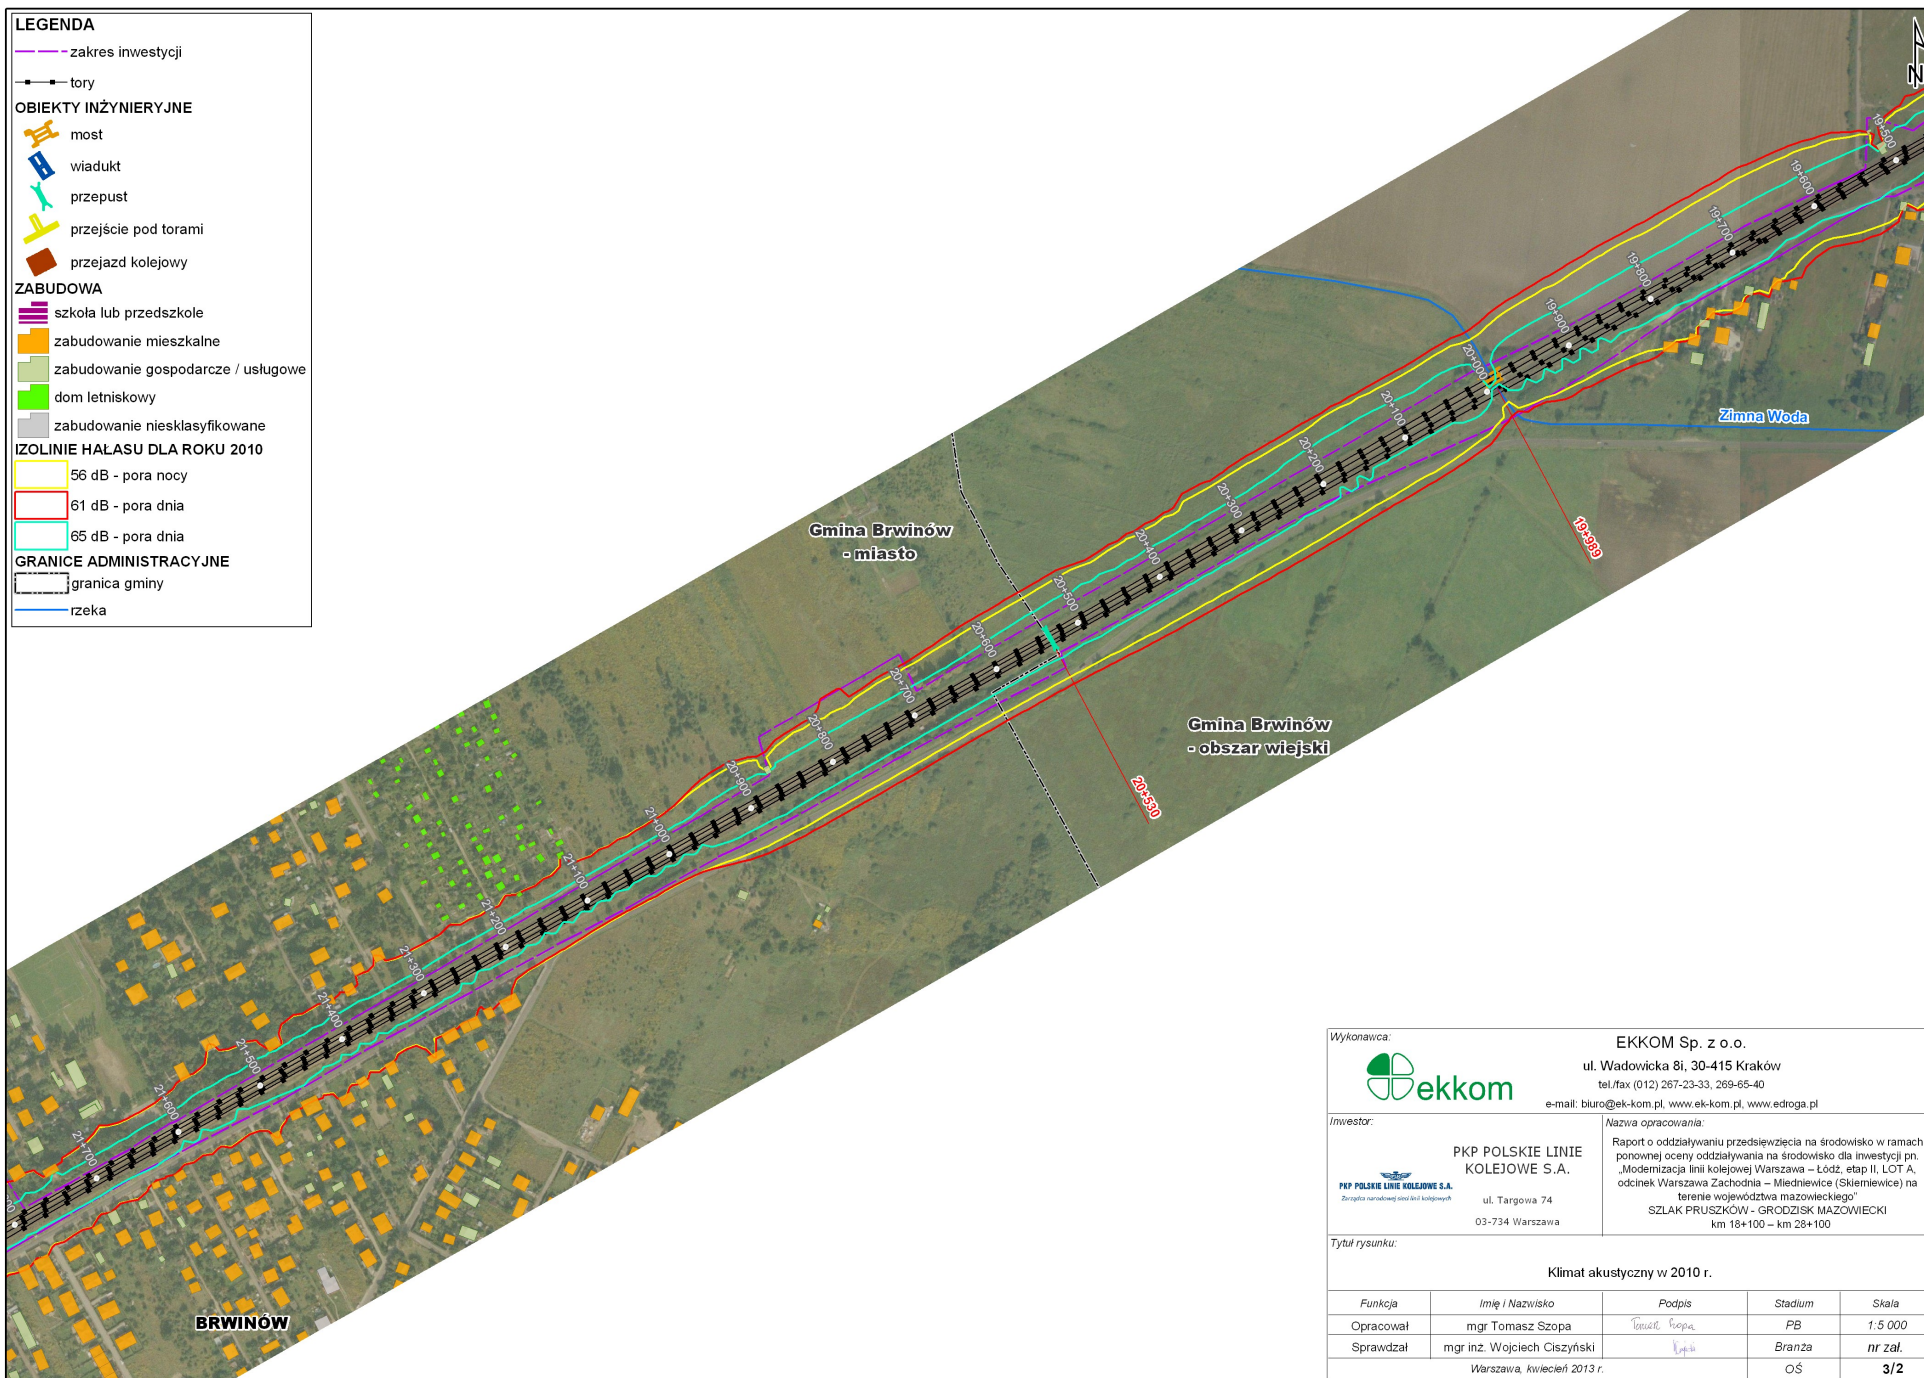 LEGENDA
zakres inwestycji
tory
OBIEKTY INŻYNIERYJNE
most
wiadukt
przepust
przejście pod torami
przejazd kolejowy
ZABUDOWA
szkoła lub przedszkole
zabudowanie mieszkalne
zabudowanie gospodarcze / usługowe
dom letniskowy
zabudowanie niesklasyfikowane
IZOLINIE HAŁASU DLA ROKU 2010
56 dB - pora nocy
61 dB - pora dnia
65 dB - pora dnia
GRANICE ADMINISTRACYJNE
granica gminy
rzeka
N
19+500
19+600
19+700
19+800
19+900
20+000
20+100
20+200
20+300
20+400
20+500
20+600
20+700
20+800
20+900
21+000
21+100
21+200
21+300
21+400
21+500
21+600
21+700
Zimna Woda
19+989
Gmina Brwinów
- miasto
Gmina Brwinów
- obszar wiejski
20+530
BRWINÓW
Wykonawca:
ekkom
EKKOM Sp. z o.o.
ul. Wadowicka 8i, 30-415 Kraków
tel./fax (012) 267-23-33, 269-65-40
e-mail: biuro@ek-kom.pl, www.ek-kom.pl, www.edroga.pl
Inwestor:
PKP POLSKIE LINIE KOLEJOWE S.A.
Zarządca narodowej sieci linii kolejowych
PKP POLSKIE LINIE
KOLEJOWE S.A.
ul. Targowa 74
03-734 Warszawa
Nazwa opracowania:
Raport o oddziaływaniu przedsięwzięcia na środowisko w ramach
ponownej oceny oddziaływania na środowisko dla inwestycji pn.
„Modernizacja linii kolejowej Warszawa – Łódź, etap II, LOT A,
odcinek Warszawa Zachodnia – Miedniewice (Skierniewice) na
terenie województwa mazowieckiego”
SZLAK PRUSZKÓW - GRODZISK MAZOWIECKI
km 18+100 – km 28+100
Tytuł rysunku:
Klimat akustyczny w 2010 r.
Funkcja Imię i Nazwisko Podpis Stadium Skala
Opracował mgr Tomasz Szopa Tomasz Szopa PB 1:5 000
Sprawdzał mgr inż. Wojciech Ciszyński Branża nr zał.
Warszawa, kwiecień 2013 r. OŚ 3/2